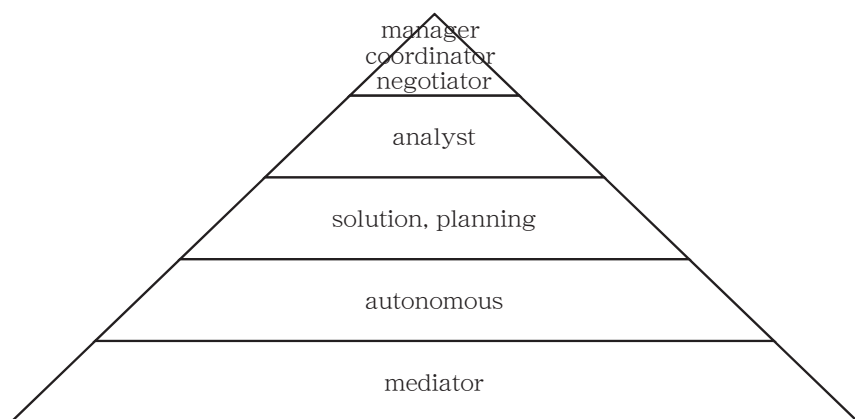 manager
coordinator
negotiator
analyst
solution, planning
autonomous
mediator